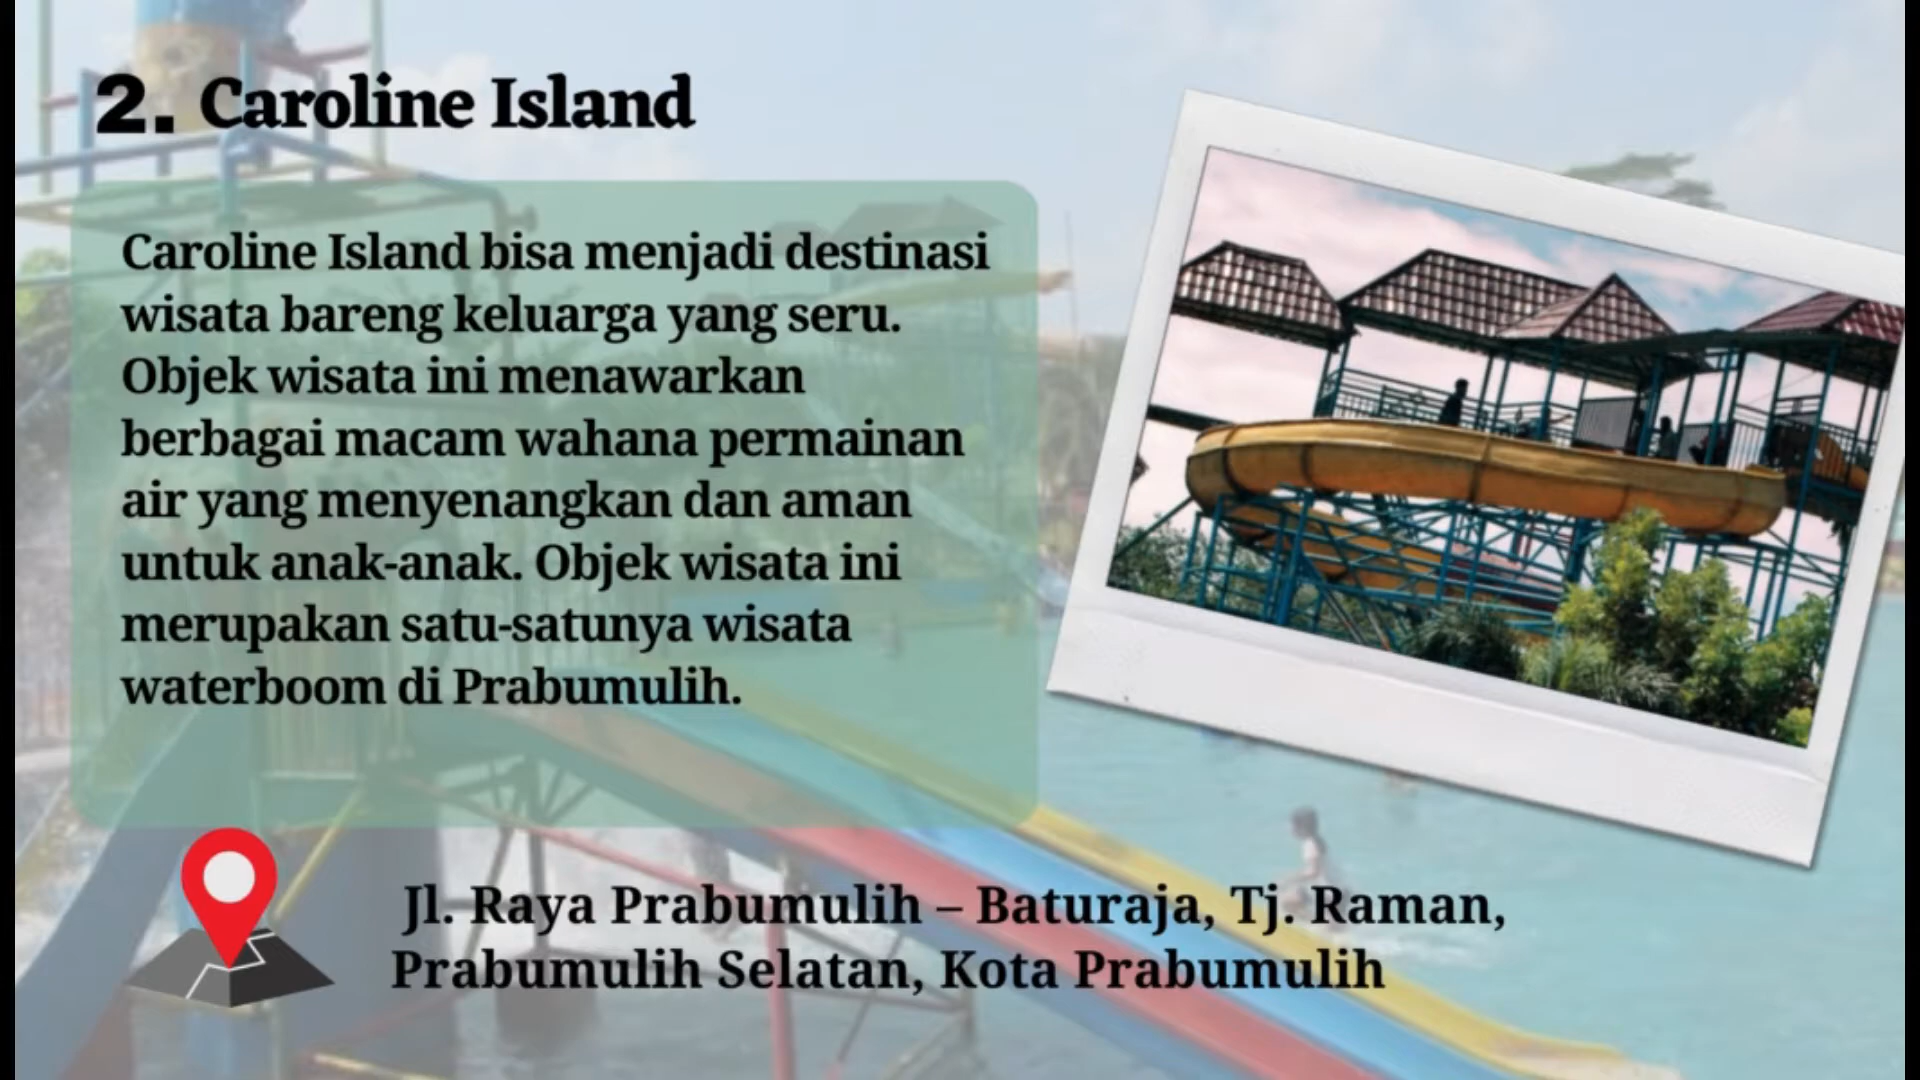 2. Caroline Island
Caroline Island bisa menjadi destinasi
wisata bareng keluarga yang seru.
Objek wisata ini menawarkan
berbagai macam wahana permainan
air yang menyenangkan dan aman
untuk anak-anak. Objek wisata ini
merupakan satu-satunya wisata
waterboom di Prabumulih.
Jl. Raya Prabumulih – Baturaja, Tj. Raman,
Prabumulih Selatan, Kota Prabumulih